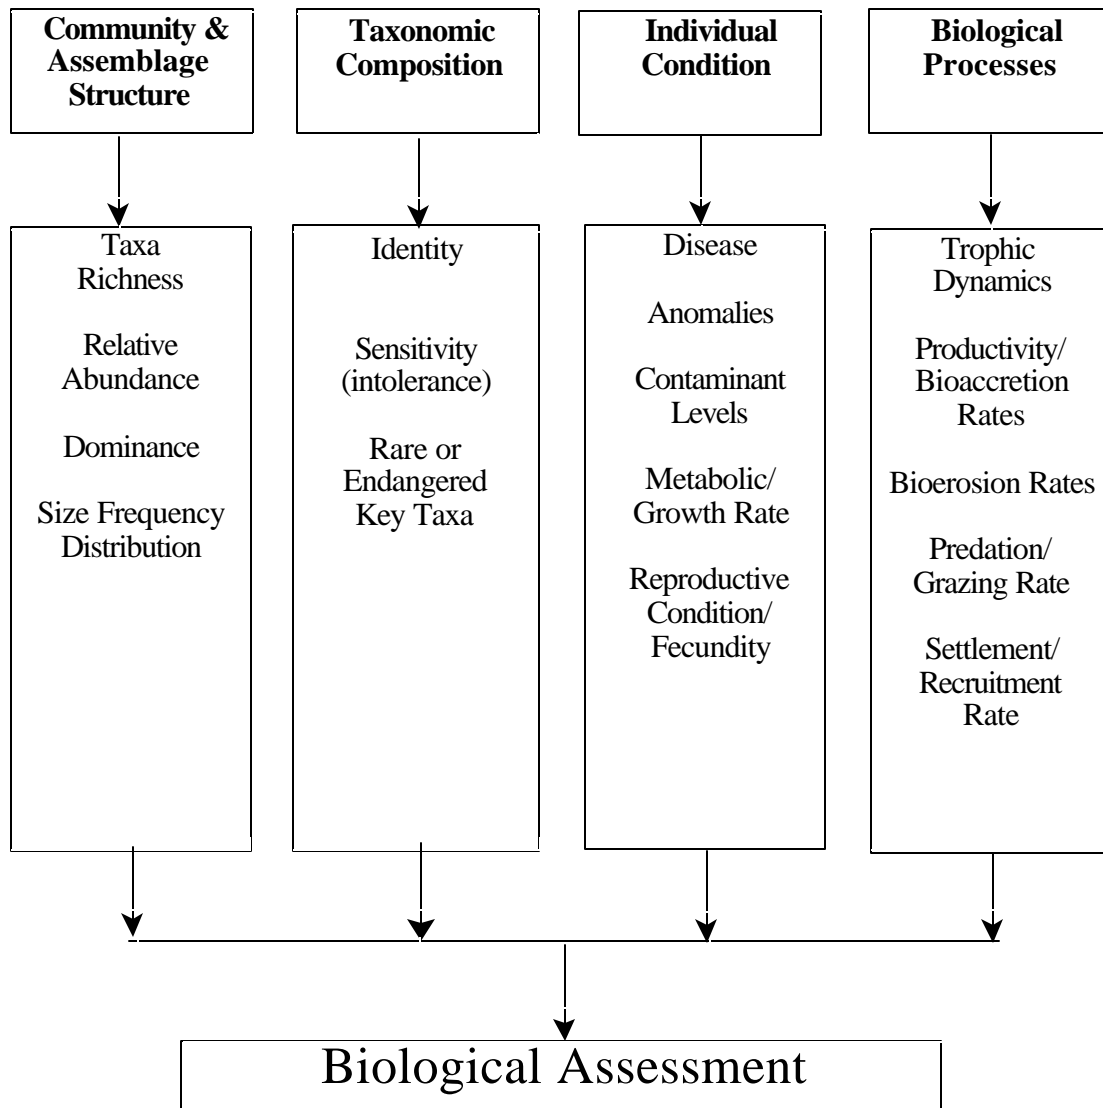 Community &
Assemblage
Structure
Taxonomic
Composition
Individual
Condition
Biological
Processes
Taxa
Richness
Relative
Abundance
Dominance
Size Frequency
Distribution
Identity
Sensitivity
(intolerance)
Rare or
Endangered
Key Taxa
Disease
Anomalies
Contaminant
Levels
Metabolic/
Growth Rate
Reproductive
Condition/
Fecundity
Trophic
Dynamics
Productivity/
Bioaccretion
Rates
Bioerosion Rates
Predation/
Grazing Rate
Settlement/
Recruitment
Rate
Biological Assessment